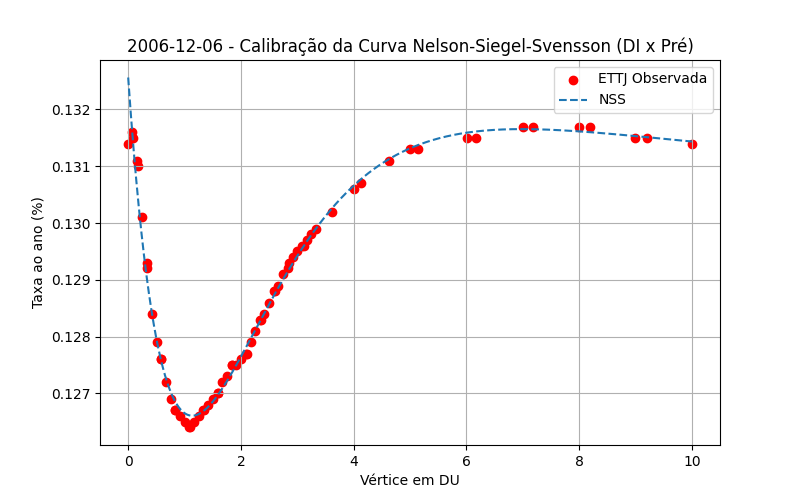 2006-12-06 - Calibração da Curva Nelson-Siegel-Svensson (DI x Pré)
ETTJ Observada
NSS
Taxa ao ano (%)
0.132
0.131
0.130
0.129
0.128
0.127
0 2 4 6 8 10
Vértice em DU